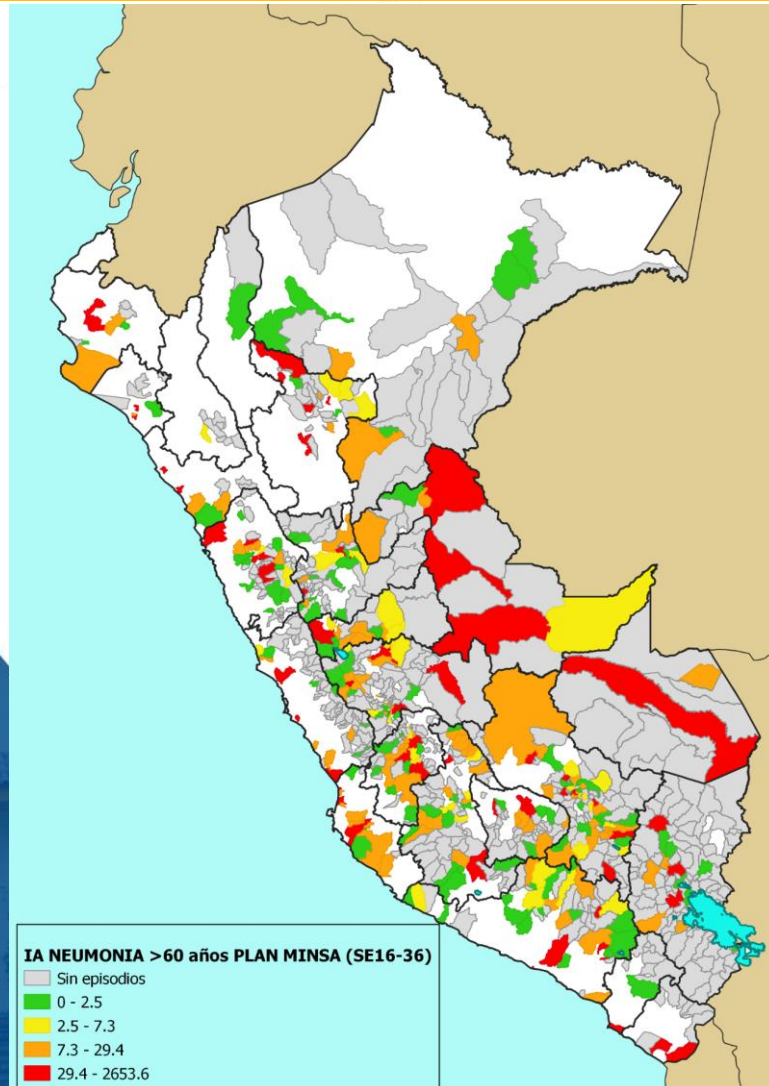 IA NEUMONIA >60 años PLAN MINSA (SE16-36)
Sin episodios
0 - 2.5
2.5 - 7.3
7.3 - 29.4
29.4 - 2653.6